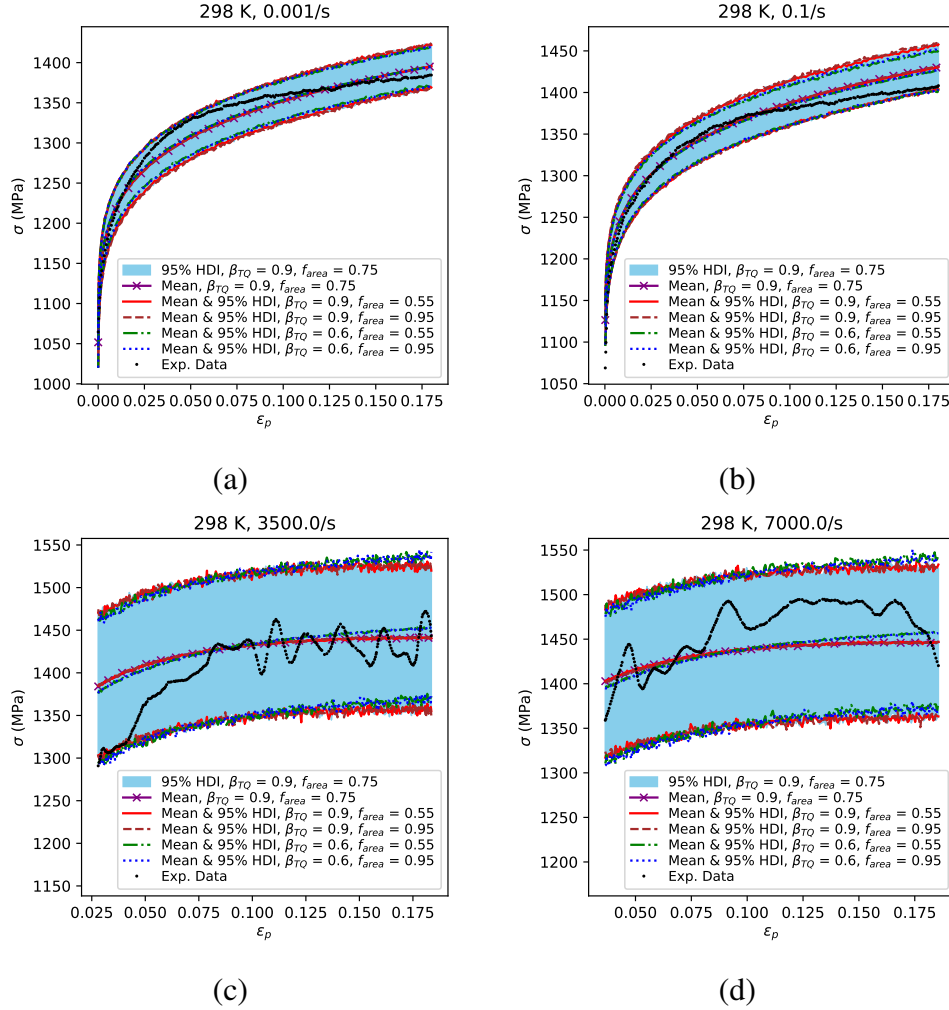 298 K, 0.001/s
σ (MPa)
1400
1350
1300
1250
1200
1150
1100
1050
1000
95% HDI, β_TQ = 0.9, f_area = 0.75
Mean, β_TQ = 0.9, f_area = 0.75
Mean & 95% HDI, β_TQ = 0.9, f_area = 0.55
Mean & 95% HDI, β_TQ = 0.9, f_area = 0.95
Mean & 95% HDI, β_TQ = 0.6, f_area = 0.55
Mean & 95% HDI, β_TQ = 0.6, f_area = 0.95
Exp. Data
0.000 0.025 0.050 0.075 0.100 0.125 0.150 0.175
ε_p
(a)
298 K, 0.1/s
σ (MPa)
1450
1400
1350
1300
1250
1200
1150
1100
1050
95% HDI, β_TQ = 0.9, f_area = 0.75
Mean, β_TQ = 0.9, f_area = 0.75
Mean & 95% HDI, β_TQ = 0.9, f_area = 0.55
Mean & 95% HDI, β_TQ = 0.9, f_area = 0.95
Mean & 95% HDI, β_TQ = 0.6, f_area = 0.55
Mean & 95% HDI, β_TQ = 0.6, f_area = 0.95
Exp. Data
0.000 0.025 0.050 0.075 0.100 0.125 0.150 0.175
ε_p
(b)
298 K, 3500.0/s
σ (MPa)
1550
1500
1450
1400
1350
1300
1250
1200
1150
95% HDI, β_TQ = 0.9, f_area = 0.75
Mean, β_TQ = 0.9, f_area = 0.75
Mean & 95% HDI, β_TQ = 0.9, f_area = 0.55
Mean & 95% HDI, β_TQ = 0.9, f_area = 0.95
Mean & 95% HDI, β_TQ = 0.6, f_area = 0.55
Mean & 95% HDI, β_TQ = 0.6, f_area = 0.95
Exp. Data
0.025 0.050 0.075 0.100 0.125 0.150 0.175
ε_p
(c)
298 K, 7000.0/s
σ (MPa)
1550
1500
1450
1400
1350
1300
1250
1200
95% HDI, β_TQ = 0.9, f_area = 0.75
Mean, β_TQ = 0.9, f_area = 0.75
Mean & 95% HDI, β_TQ = 0.9, f_area = 0.55
Mean & 95% HDI, β_TQ = 0.9, f_area = 0.95
Mean & 95% HDI, β_TQ = 0.6, f_area = 0.55
Mean & 95% HDI, β_TQ = 0.6, f_area = 0.95
Exp. Data
0.050 0.075 0.100 0.125 0.150 0.175
ε_p
(d)